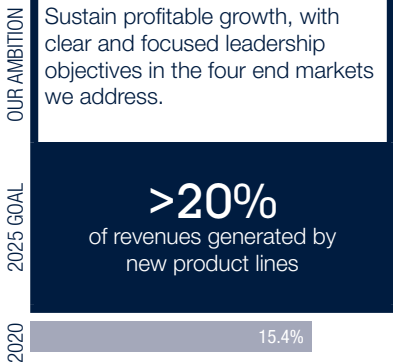 OUR AMBITION
Sustain profitable growth, with
clear and focused leadership
objectives in the four end markets
we address.
2025 GOAL
>20%
of revenues generated by
new product lines
2020
15.4%